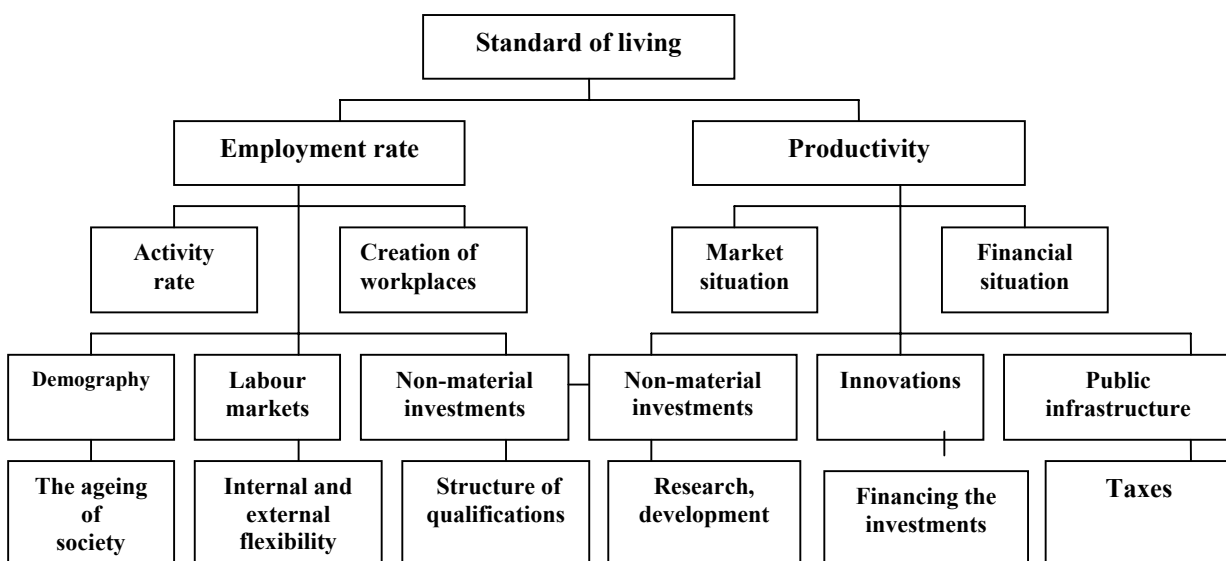 Standard of living
Employment rate
Productivity
Activity
rate
Creation of
workplaces
Market
situation
Financial
situation
Demography
Labour
markets
Non-material
investments
Non-material
investments
Innovations
Public
infrastructure
The ageing
of
society
Internal and
external
flexibility
Structure of
qualifications
Research,
development
Financing the
investments
Taxes